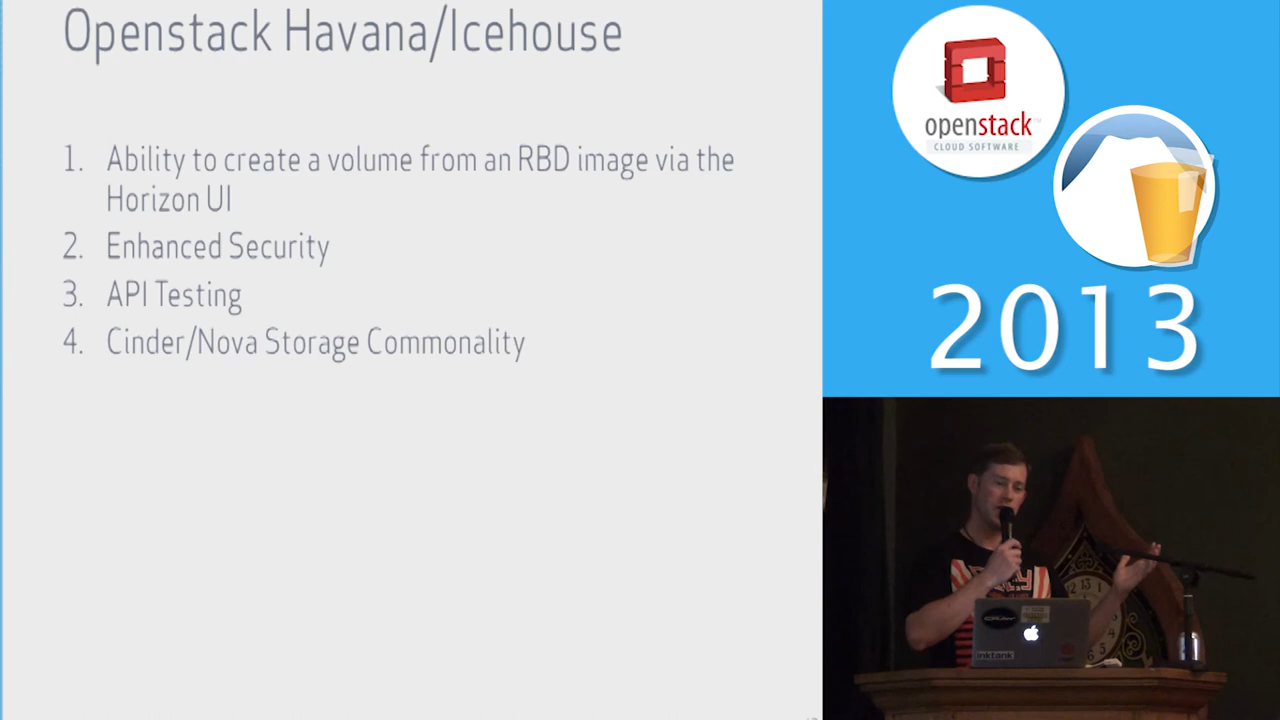 Openstack Havana/Icehouse
1. Ability to create a volume from an RBD image via the
Horizon UI
2. Enhanced Security
3. API Testing
4. Cinder/Nova Storage Commonality
openstack™
CLOUD SOFTWARE
2013
inktank